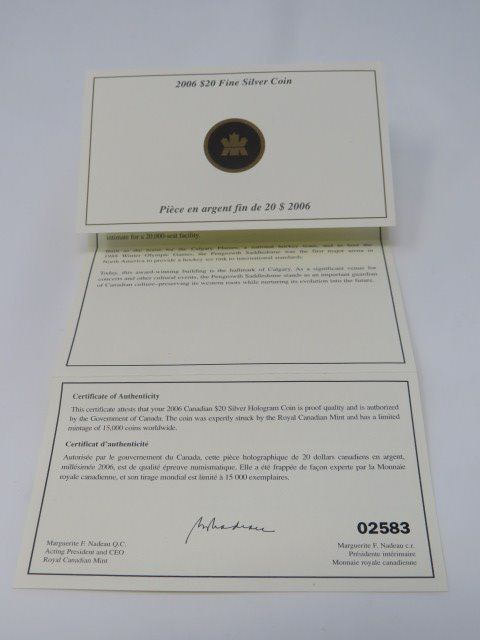 2006 $20 Fine Silver Coin
Pièce en argent fin de 20 $ 2006
estimate for a 20,000-seat facility.
Built to be home for the Calgary Flames, a national hockey team, and to host the
1988 Winter Olympic Games, the Pengrowth Saddledome was the first major arena in
North America to provide a hockey ice rink to international standards.
Today, this award-winning building is the hallmark of Calgary. As a significant venue for
concerts and other cultural events, the Pengrowth Saddledome stands as an important guardian
of Canadian culture–preserving its western roots while nurturing its evolution into the future.
Certificate of Authenticity
This certificate attests that your 2006 Canadian $20 Silver Hologram Coin is proof quality and is authorized
by the Government of Canada. The coin was expertly struck by the Royal Canadian Mint and has a limited
mintage of 15,000 coins worldwide.
Certificat d'authenticité
Autorisée par le gouvernement du Canada, cette pièce holographique de 20 dollars canadiens en argent,
millésimée 2006, est de qualité épreuve numismatique. Elle a été frappée de façon experte par la Monnaie
royale canadienne, et son tirage mondial est limité à 15 000 exemplaires.
02583
Marguerite F. Nadeau Q.C.
Acting President and CEO
Royal Canadian Mint
Marguerite F. Nadeau c.r.
Présidente intérimaire
Monnaie royale canadienne